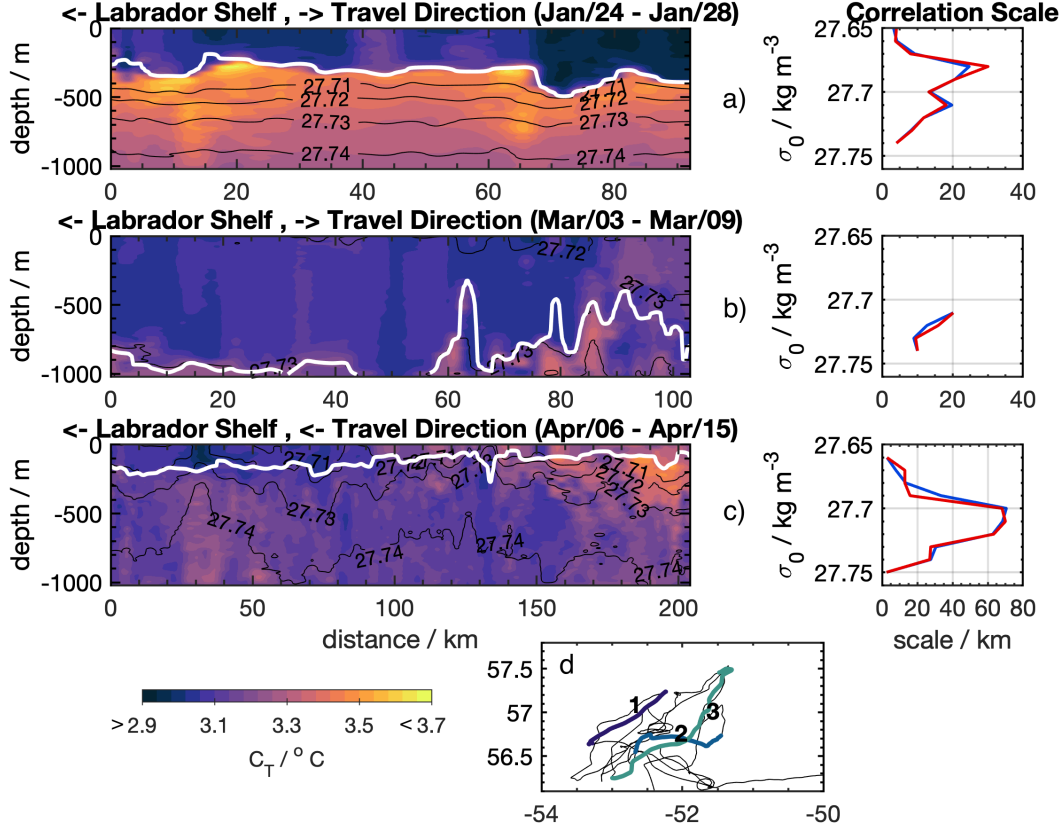 <- Labrador Shelf , -> Travel Direction (Jan/24 - Jan/28)
Correlation Scale
0
-500
-1000
depth / m
27.71
27.71
27.72
27.72
27.73
27.73
27.74
27.74
0 20 40 60 80
a)
27.65
27.7
27.75
σ0 / kg m-3
0 20 40
<- Labrador Shelf , -> Travel Direction (Mar/03 - Mar/09)
0
-500
-1000
depth / m
27.72
27.73
27.73
27.73
0 20 40 60 80 100
b)
27.65
27.7
27.75
σ0 / kg m-3
0 20 40
<- Labrador Shelf , <- Travel Direction (Apr/06 - Apr/15)
0
-500
-1000
depth / m
27.71
27.71
27.72
27.73
27.73
27.74
27.74
27.74
27.74
0 50 100 150 200
distance / km
c)
27.65
27.7
27.75
σ0 / kg m-3
0 20 40 60 80
scale / km
>2.9 3.1 3.3 3.5 <3.7
CT / o C
d
57.5
57
56.5
1
2
3
-54 -52 -50